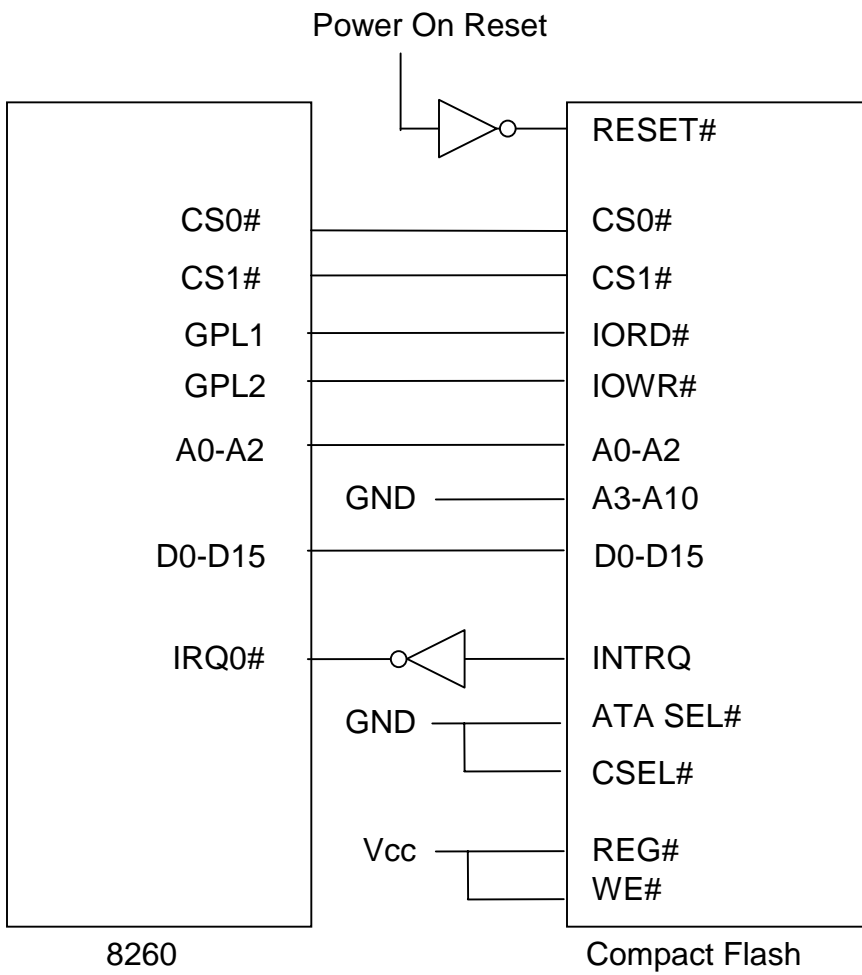 Power On Reset
RESET#
CS0# CS0#
CS1# CS1#
GPL1 IORD#
GPL2 IOWR#
A0-A2 A0-A2
GND A3-A10
D0-D15 D0-D15
IRQ0# INTRQ
GND ATA SEL#
CSEL#
Vcc REG#
WE#
8260 Compact Flash